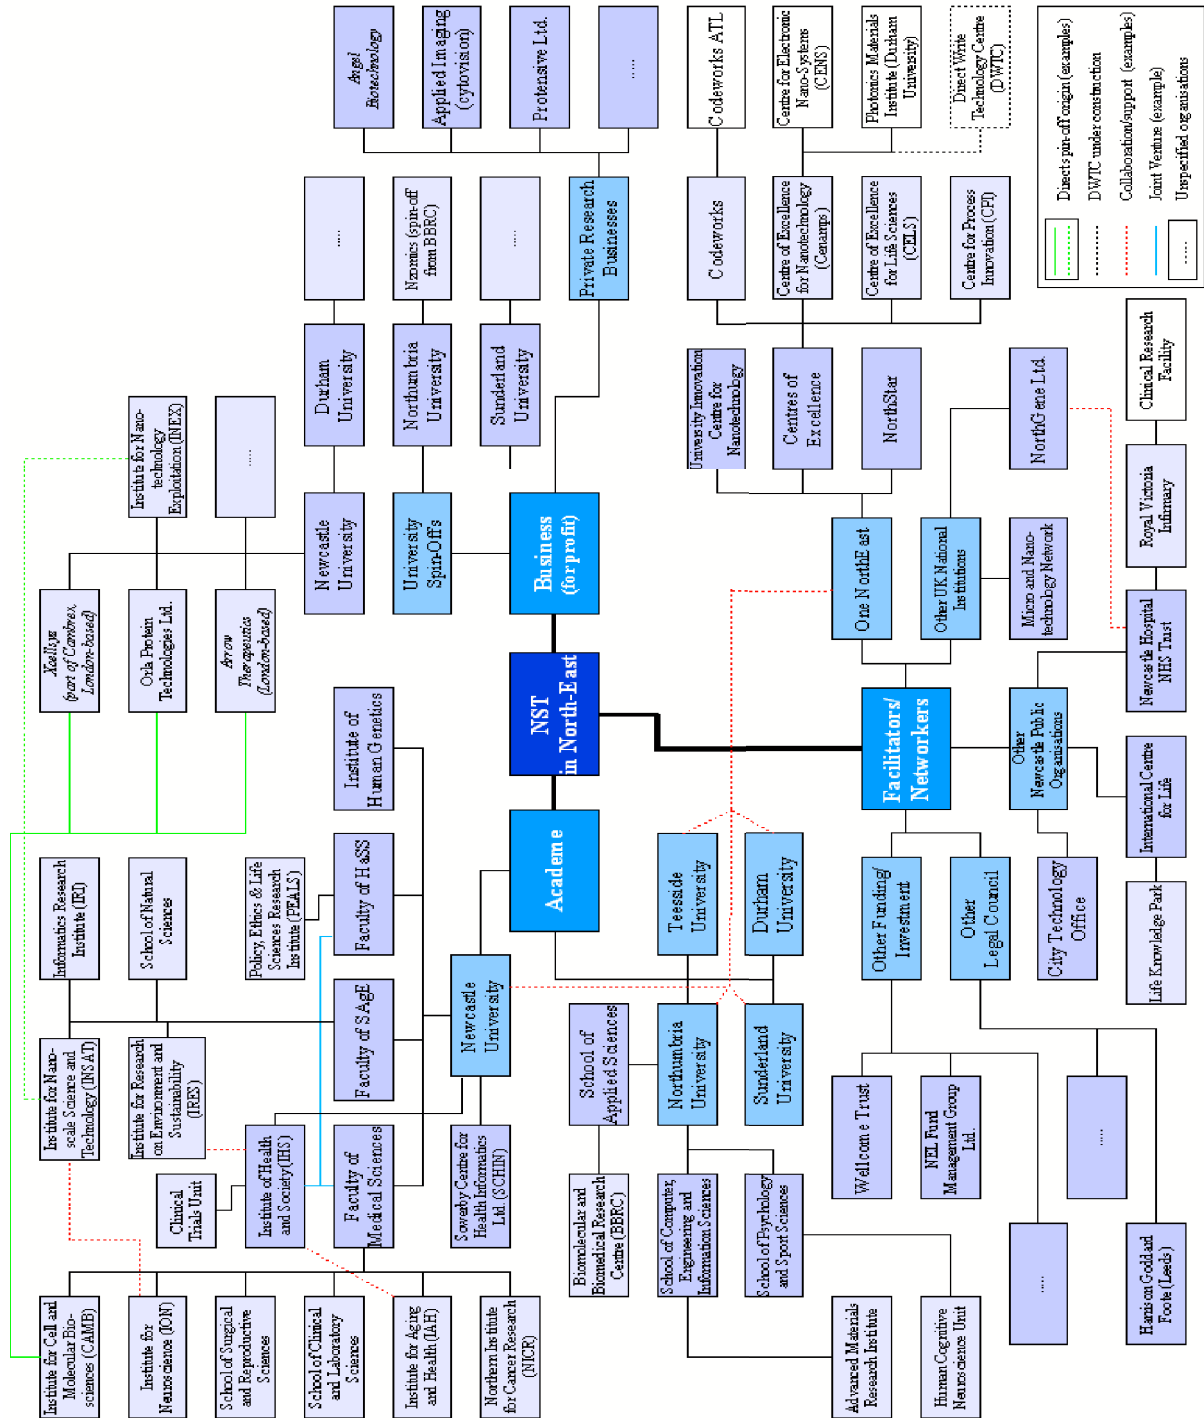 Institute for Cell and
Molecular Bio-
sciences (CAMB)
Institute for Nano-
scale Science and
Technology (INSAT)
Informatics Research
Institute (IRI)
Xcellsys
(part of Cambrex,
London-based)
Institute for
Neuroscience (ION)
Institute for Research
on Environment and
Sustainability
(IRES)
School of Natural
Sciences
Orla Protein
Technologies Ltd.
Institute for Nano-
technology
Exploitation (INEX)
School of Surgical
and Reproductive
Sciences
Clinical
Trials Unit
Institute of Health
and Society (IHS)
Policy, Ethics & Life
Sciences Research
Institute (PEALS)
Arrow
Therapeutics
(London-based)
.....
School of Clinical
and Laboratory
Sciences
Institute for Aging
and Health (IAH)
Northern Institute
for Cancer Research
(NICR)
Faculty of
Medical Sciences
Faculty of SAgE
Faculty of HaSS
Institute of
Human Genetics
Newcastle
University
Durham
University
.....
Angel
Biotechnology
Sowerby Centre for
Health Informatics
Ltd. (SCHIN)
Newcastle
University
University
Spin-Offs
Northumbria
University
Nzomics (spin-off
from BBRC)
Applied Imaging
(cytovision)
Sunderland
University
.....
Protensive Ltd.
Academe
NST
in North-East
Business
(for profit)
Private Research
Businesses
.....
Biomolecular and
Biomedical Research
Centre (BBRC)
School of
Applied Sciences
School of Computer,
Engineering and
Information Sciences
Northumbria
University
Teesside
University
University Innovation
Centre for
Nanotechnology
Codeworks
Codeworks ATL
School of Psychology
and Sport Sciences
Sunderland
University
Durham
University
Centres of
Excellence
Centre of Excellence
for Nanotechnology
(Cenamps)
Centre for Electronic
Nano-Systems
(CENS)
Advanced Materials
Research Institute
Wellcome Trust
Other Funding/
Investment
Facilitators/
Networkers
One NorthEast
NorthStar
Centre of Excellence
for Life Sciences
(CELS)
Photonics Materials
Institute (Durham
University)
Human Cognitive
Neuroscience Unit
NEL Fund
Management Group
Ltd.
Other
Legal Council
Other UK National
Institutions
Centre for Process
Innovation (CPI)
Direct Write
Technology Centre
(DWTC)
.....
.....
City Technology
Office
Other
Newcastle Public
Organisations
Micro and Nano-
technology Network
NorthGene Ltd.
Harrison Goddard
Foote (Leeds)
Life Knowledge Park
International Centre
for Life
Newcastle Hospital
NHS Trust
Royal Victoria
Infirmary
Clinical Research
Facility
Direct spin-off origin (examples)
DWTC under construction
Collaboration/support (examples)
Joint Venture (example)
.....
Unspecified organisations